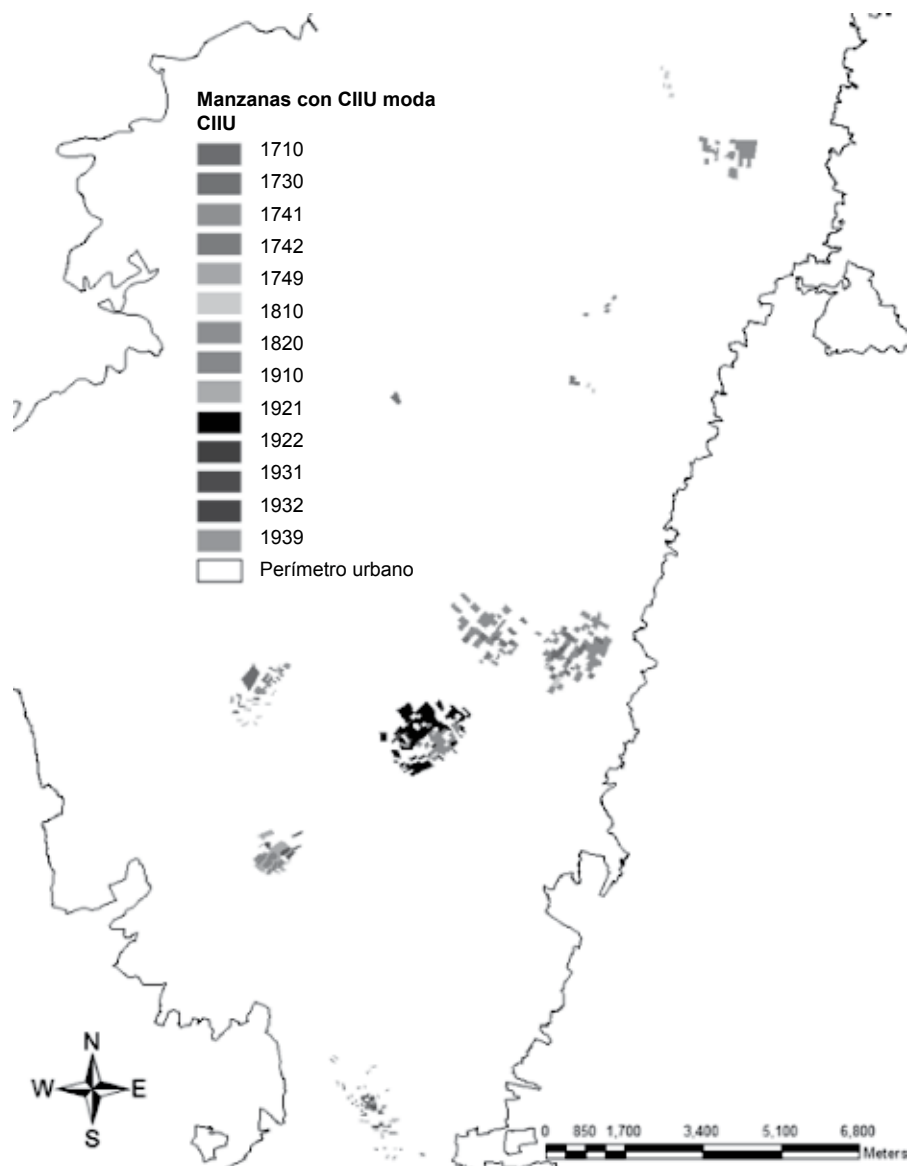 Manzanas con CIIU moda
CIIU
1710
1730
1741
1742
1749
1810
1820
1910
1921
1922
1931
1932
1939
Perímetro urbano
N
W E
S
0 850 1,700 3,400 5,100 6,800
Meters